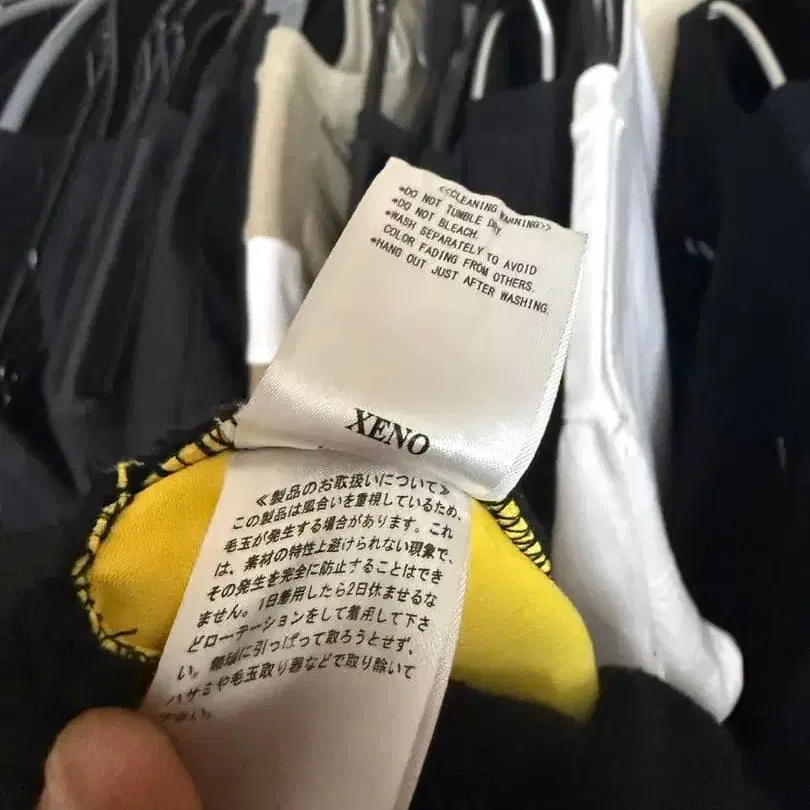 <<CLEANING WARNING>>
*DO NOT TUMBLE DRY.
*DO NOT BLEACH.
*WASH SEPARATELY TO AVOID
COLOR FADING FROM OTHERS.
*HANG OUT JUST AFTER WASHING.
XENO
≪製品のお取扱いについて≫
この製品は風合いを重視しているため、
毛玉が発生する場合があります。これ
は、素材の特性上避けられない現象で、
その発生を完全に防止することはでき
ません。1日着用したら2日休ませるな
どローテーションをして着用して下さ
い。無理に引っぱって取ろうとせず、
ハサミや毛玉取り器などで取り除いて
下さい。